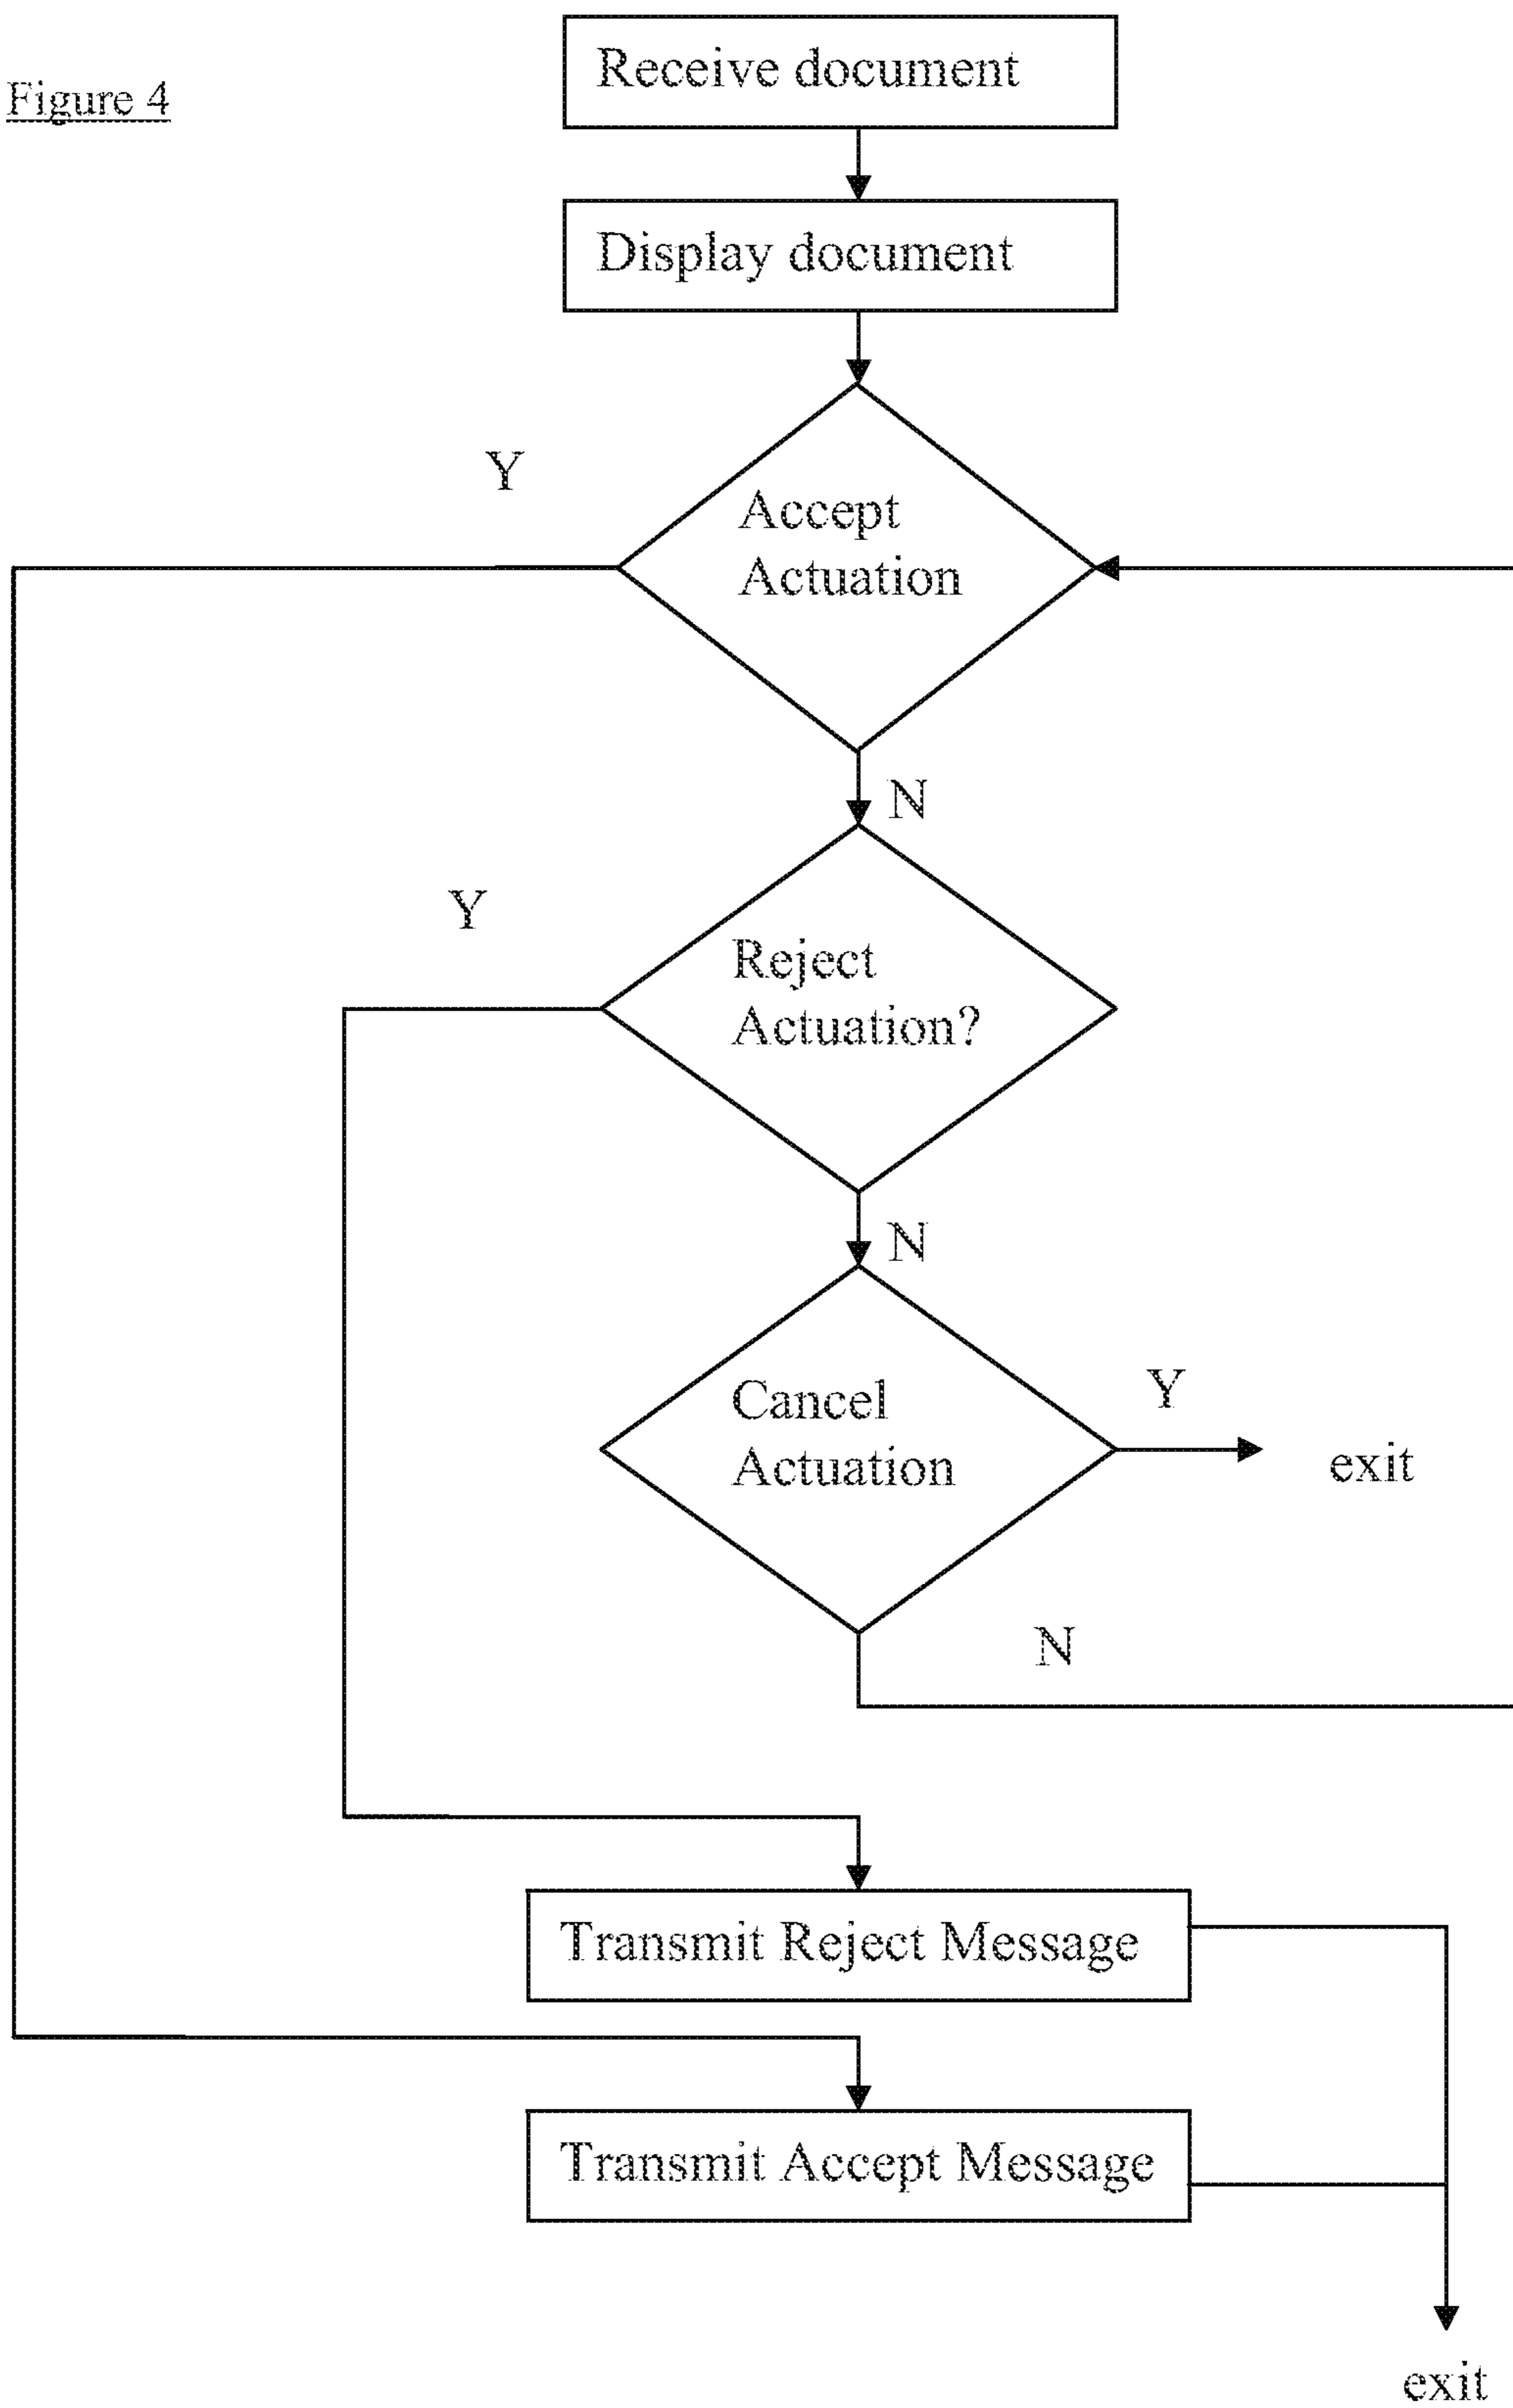 Figure 4
Receive document
Display document
Y
Accept
Actuation
N
Y
Reject
Actuation?
N
Cancel
Actuation
Y
exit
N
Transmit Reject Message
Transmit Accept Message
exit